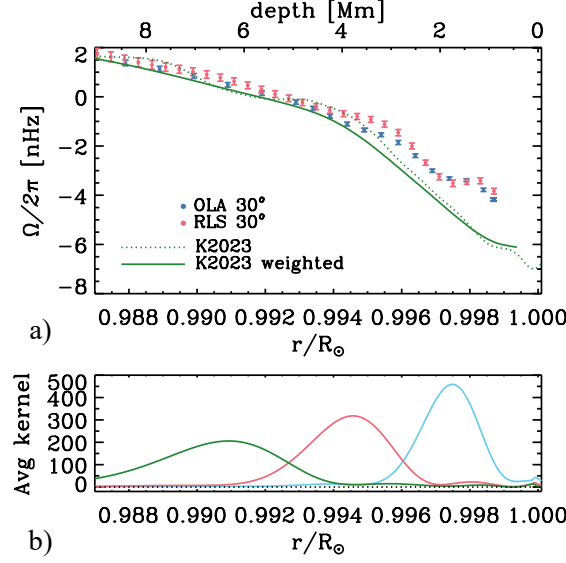 depth [Mm]
8 6 4 2 0
2
0
-2
-4
-6
-8
Ω/2π [nHz]
OLA 30°
RLS 30°
K2023
K2023 weighted
0.988 0.990 0.992 0.994 0.996 0.998 1.000
r/R☉
a)
500
400
300
200
100
0
Avg kernel
0.988 0.990 0.992 0.994 0.996 0.998 1.000
r/R☉
b)